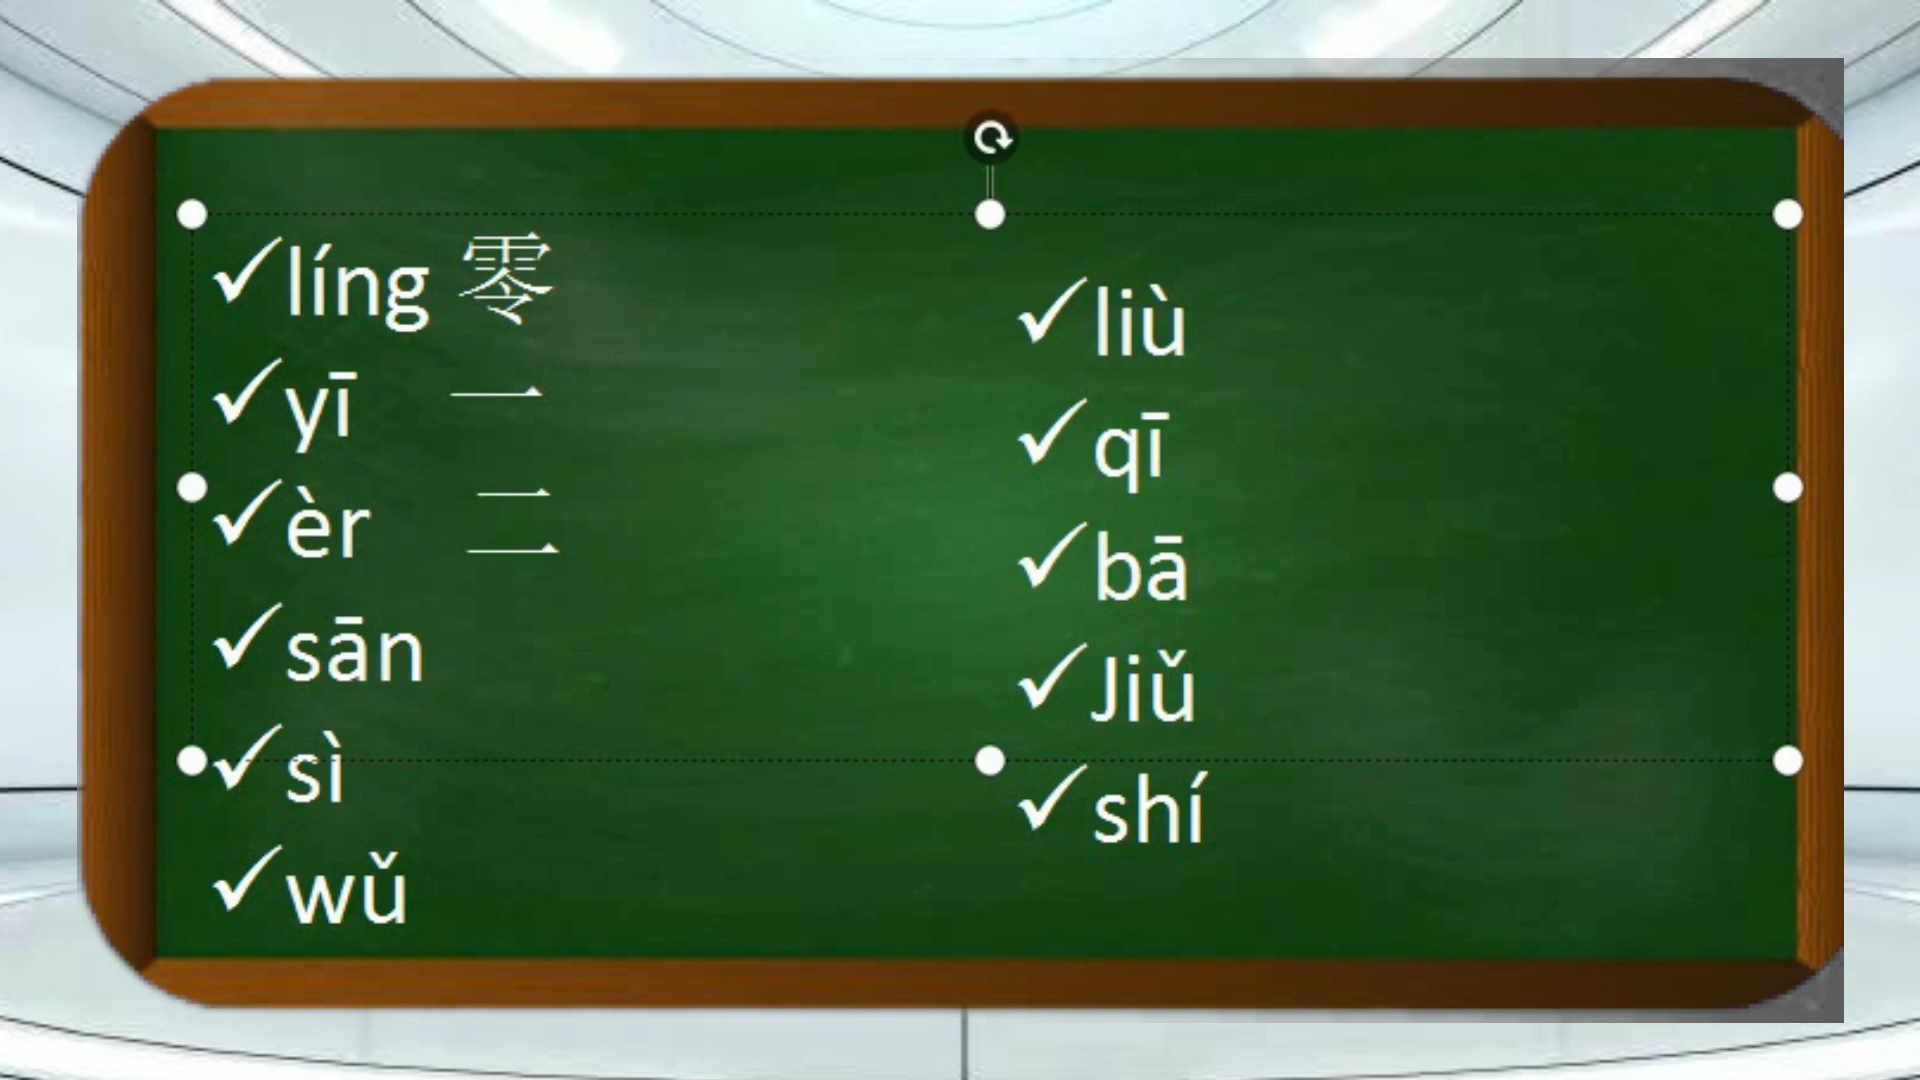 ✓líng 零
✓yī 一
✓èr 二
✓sān
✓sì
✓wǔ
✓liù
✓qī
✓bā
✓Jiǔ
✓shí